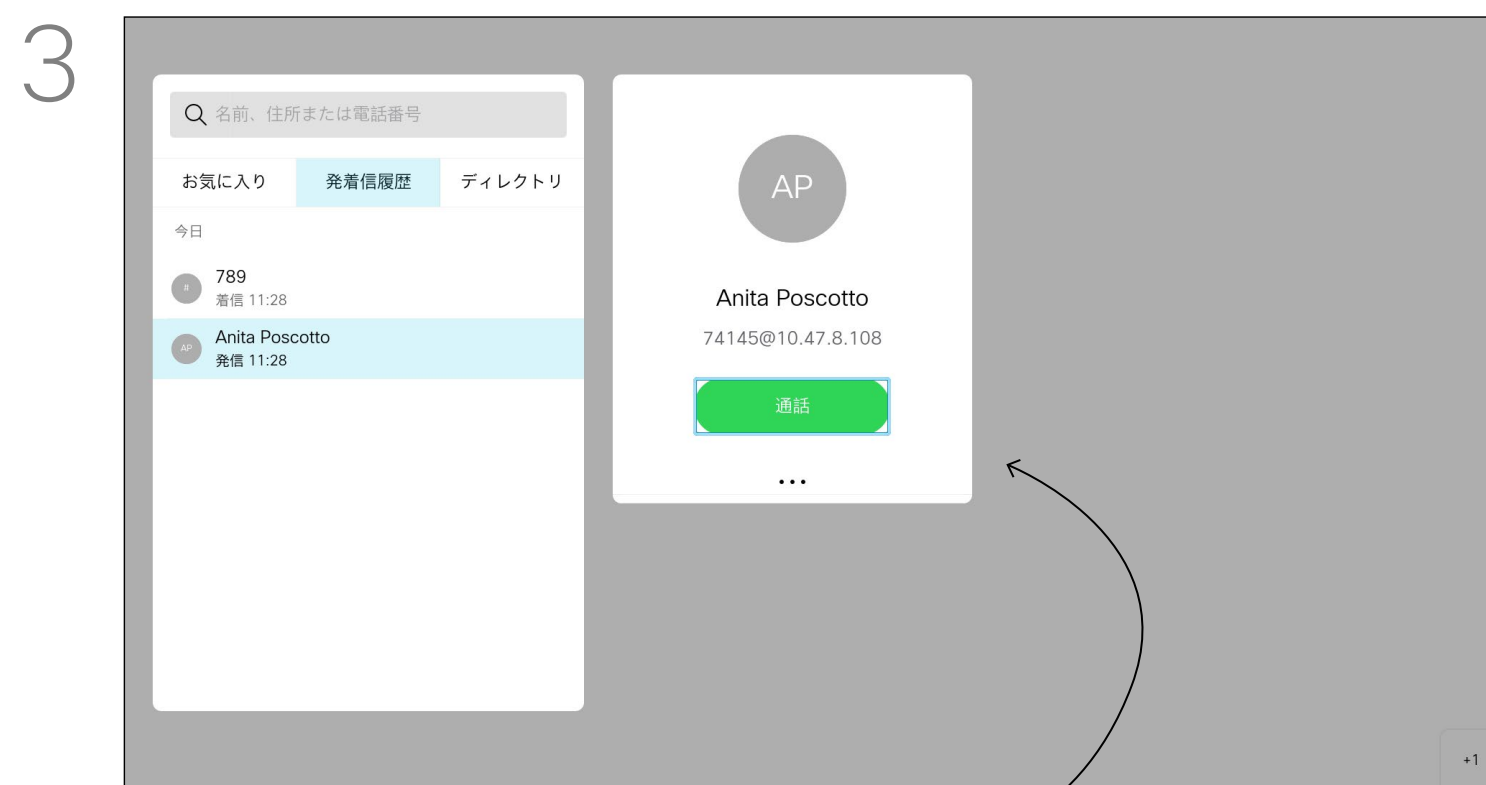 3
名前、住所または電話番号
お気に入り 発着信履歴 ディレクトリ
今日
#
789
着信 11:28
AP
Anita Poscotto
発信 11:28
AP
Anita Poscotto
74145@10.47.8.108
通話
...
+1